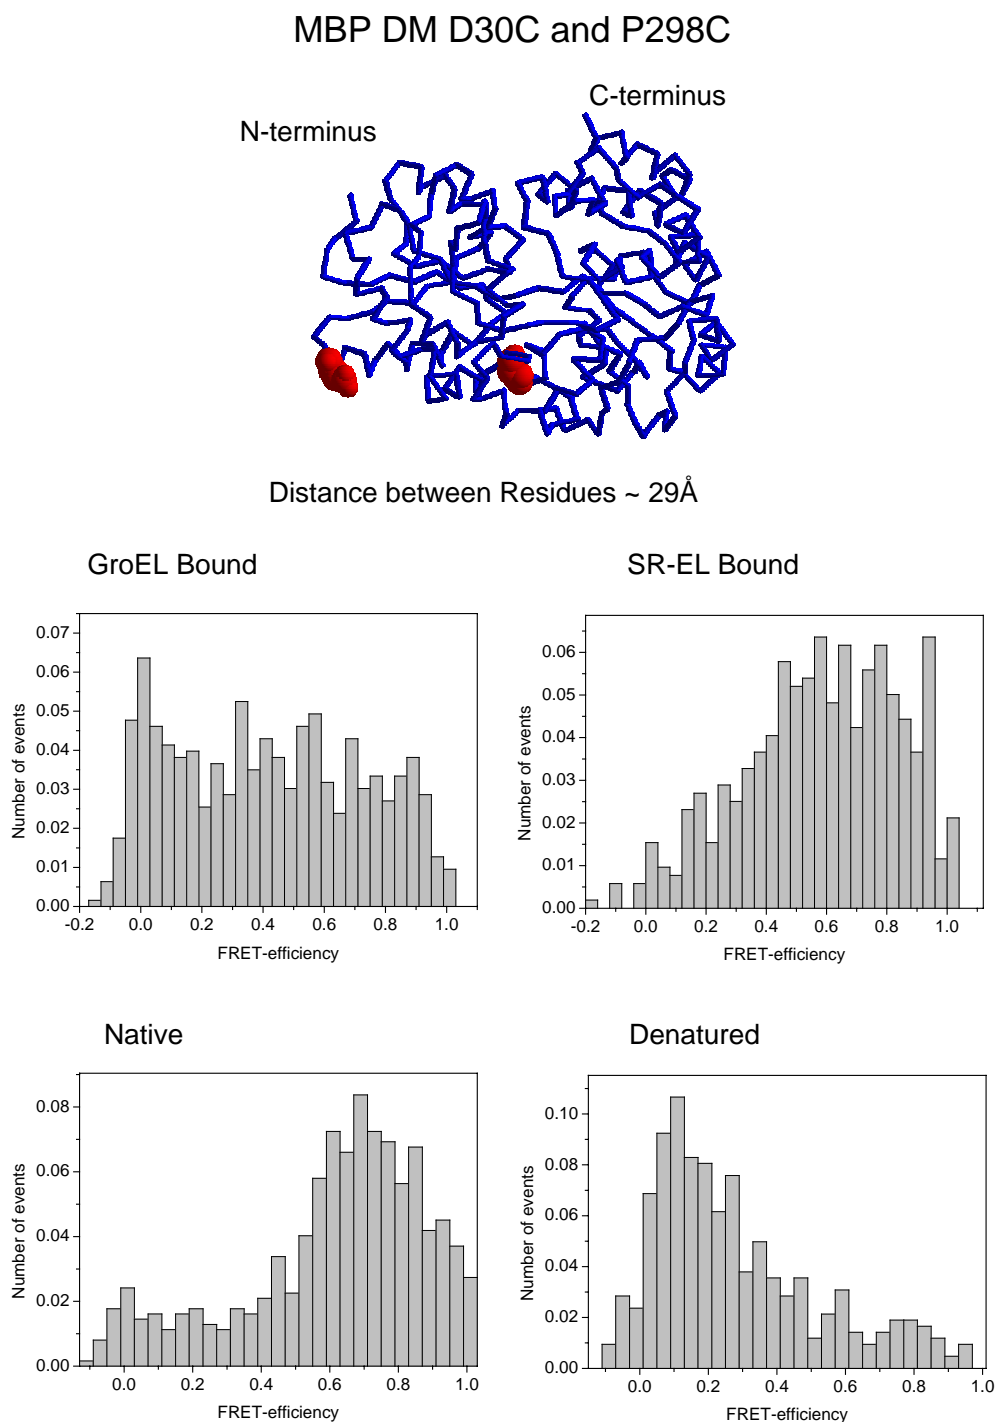 MBP DM D30C and P298C
C-terminus
N-terminus
Distance between Residues ~ 29Å
GroEL Bound
SR-EL Bound
0.07
0.06
0.05
0.04
0.03
0.02
0.01
0.00
Number of events
-0.2 0.0 0.2 0.4 0.6 0.8 1.0
FRET-efficiency
0.06
0.05
0.04
0.03
0.02
0.01
0.00
Number of events
-0.2 0.0 0.2 0.4 0.6 0.8 1.0
FRET-efficiency
Native
Denatured
0.08
0.06
0.04
0.02
0.00
Number of events
0.0 0.2 0.4 0.6 0.8 1.0
FRET-efficiency
0.10
0.08
0.06
0.04
0.02
0.00
Number of events
0.0 0.2 0.4 0.6 0.8 1.0
FRET-efficiency